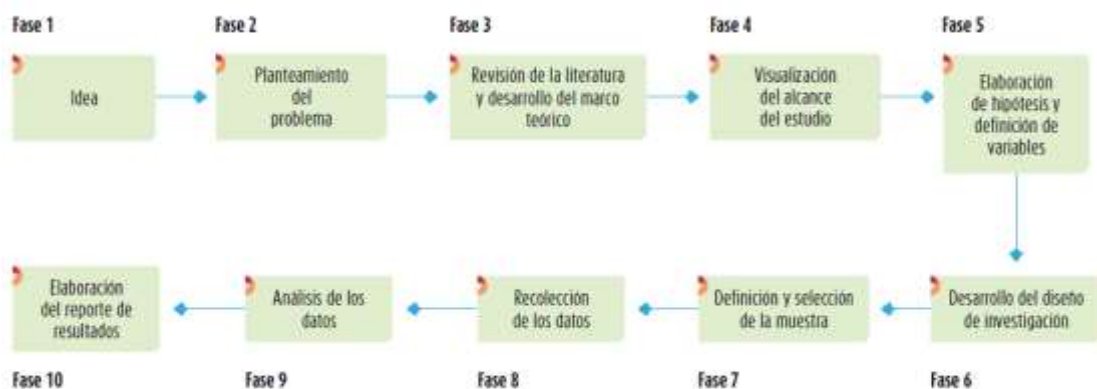 Fase 1
Fase 2
Fase 3
Fase 4
Fase 5
Idea
Planteamiento
del
problema
Revisión de la literatura
y desarrollo del marco
teórico
Visualización
del alcance
del estudio
Elaboración
de hipótesis y
definición de
variables
Elaboración
del reporte de
resultados
Análisis de los
datos
Recolección
de los datos
Definición y selección
de la muestra
Desarrollo del diseño
de investigación
Fase 10
Fase 9
Fase 8
Fase 7
Fase 6